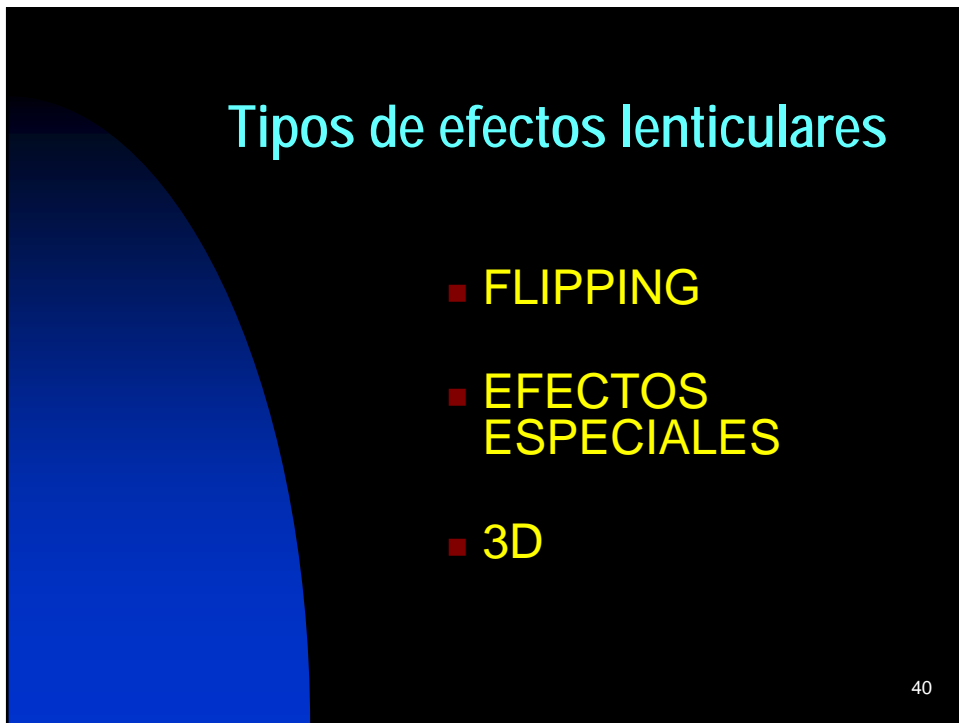 Tipos de efectos lenticulares
FLIPPING
EFECTOS
ESPECIALES
3D
40